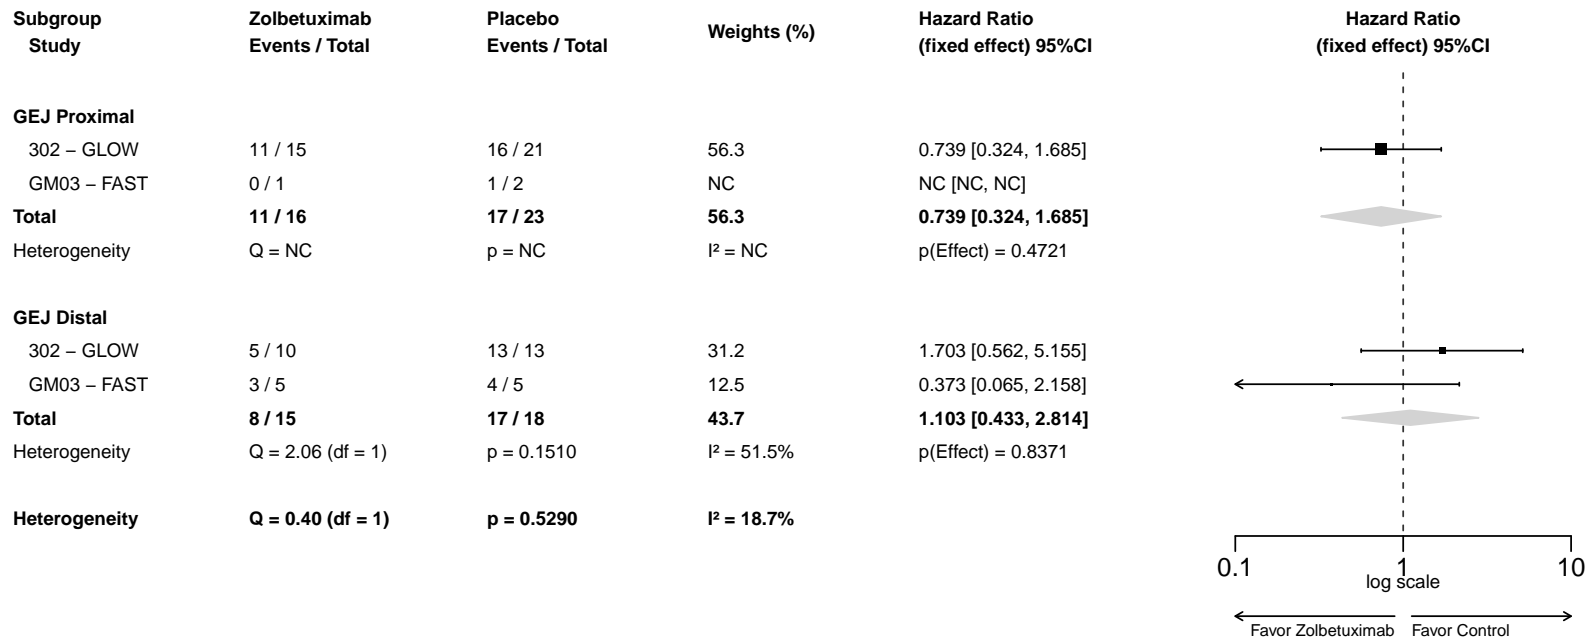 Subgroup Zolbetuximab Placebo Weights (%) Hazard Ratio Hazard Ratio
Study Events / Total Events / Total (fixed effect) 95%CI (fixed effect) 95%CI
GEJ Proximal
302 – GLOW 11 / 15 16 / 21 56.3 0.739 [0.324, 1.685]
GM03 – FAST 0 / 1 1 / 2 NC NC [NC, NC]
Total 11 / 16 17 / 23 56.3 0.739 [0.324, 1.685]
Heterogeneity Q = NC p = NC I² = NC p(Effect) = 0.4721
GEJ Distal
302 – GLOW 5 / 10 13 / 13 31.2 1.703 [0.562, 5.155]
GM03 – FAST 3 / 5 4 / 5 12.5 0.373 [0.065, 2.158]
Total 8 / 15 17 / 18 43.7 1.103 [0.433, 2.814]
Heterogeneity Q = 2.06 (df = 1) p = 0.1510 I² = 51.5% p(Effect) = 0.8371
Heterogeneity Q = 0.40 (df = 1) p = 0.5290 I² = 18.7%
0.1 1 10
log scale
Favor Zolbetuximab Favor Control